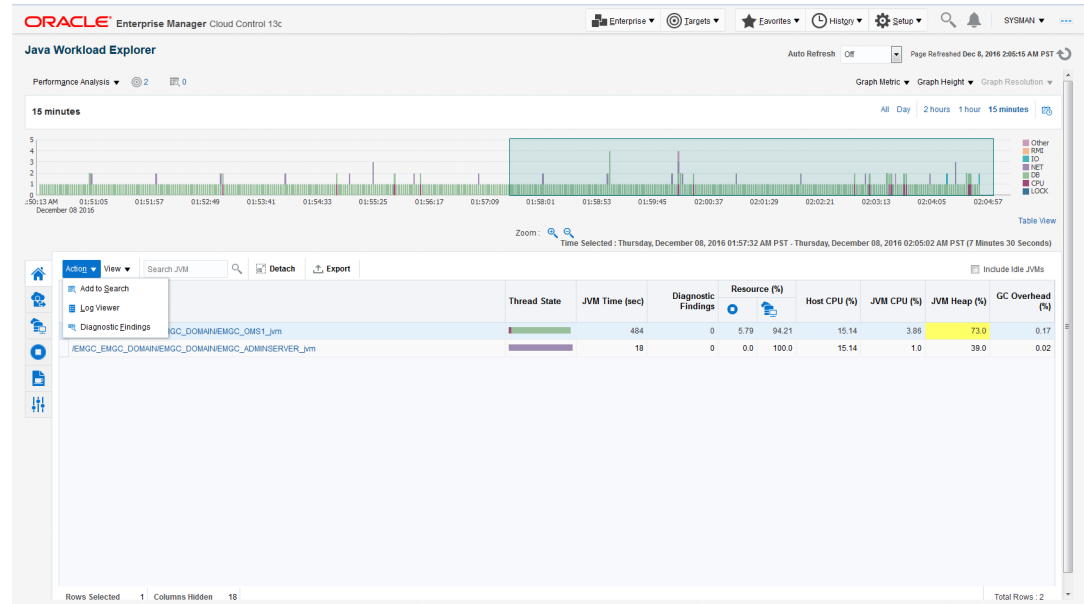 ORACLE Enterprise Manager Cloud Control 13c
Enterprise Targets Favorites History Setup SYSMAN
Java Workload Explorer
Auto Refresh Off Page Refreshed Dec 8, 2016 2:05:15 AM PST
Performance Analysis 2 0
Graph Metric Graph Height Graph Resolution
15 minutes
All Day 2 hours 1 hour 15 minutes
5
4
3
2
1
0
Other
RMI
IO
NET
DB
CPU
LOCK
:50:13 AM 01:51:05 01:51:57 01:52:49 01:53:41 01:54:33 01:55:25 01:56:17 01:57:09 01:58:01 01:58:53 01:59:45 02:00:37 02:01:29 02:02:21 02:03:13 02:04:05 02:04:57
December 08 2016
Table View
Zoom :
Time Selected : Thursday, December 08, 2016 01:57:32 AM PST - Thursday, December 08, 2016 02:05:02 AM PST (7 Minutes 30 Seconds)
Action View Search JVM Detach Export Include Idle JVMs
Add to Search
Log Viewer
Diagnostic Findings
Thread State JVM Time (sec) Diagnostic Findings Resource (%) Host CPU (%) JVM CPU (%) JVM Heap (%) GC Overhead (%)
GC_DOMAIN/EMGC_DOMAIN/EMGC_OMS1_jvm 484 0 5.79 94.21 15.14 3.86 73.0 0.17
/EMGC_EMGC_DOMAIN/EMGC_DOMAIN/EMGC_ADMINSERVER_jvm 18 0 0.0 100.0 15.14 1.0 39.0 0.02
Rows Selected 1 Columns Hidden 18 Total Rows : 2